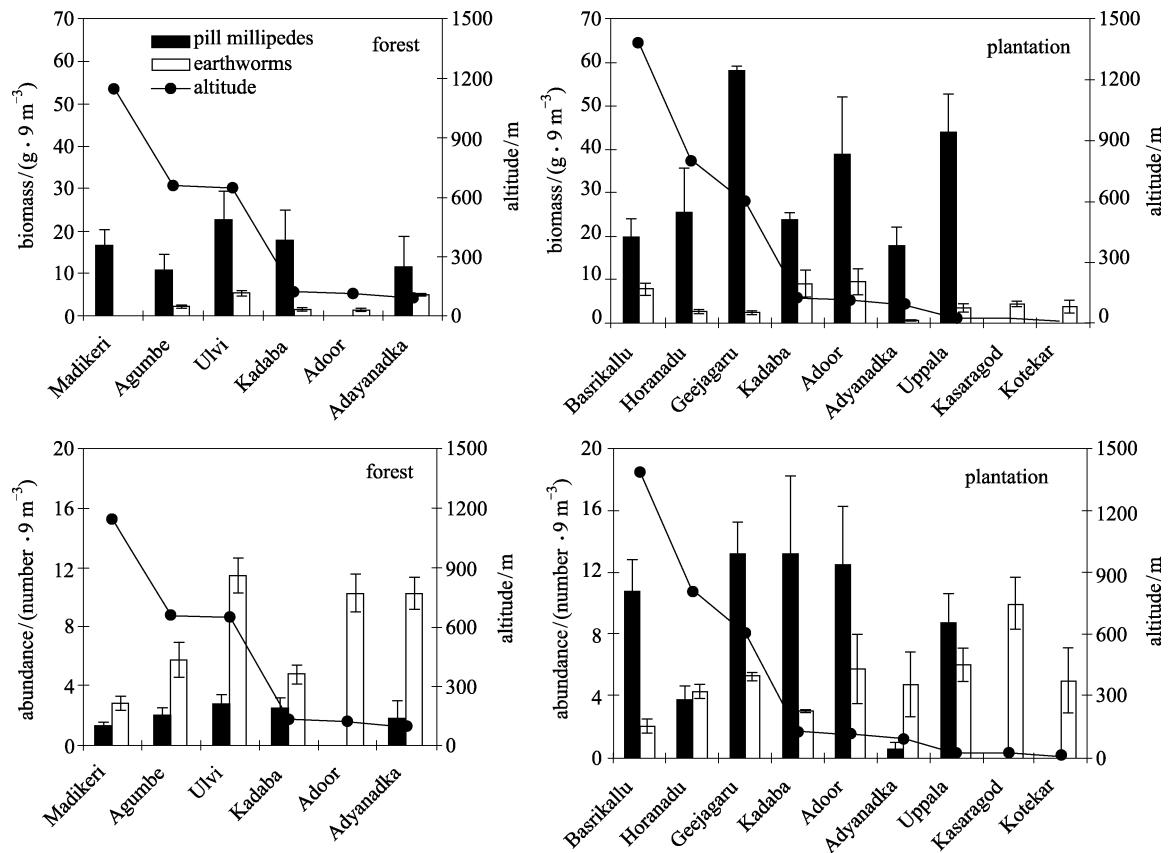 70
60
50
40
30
20
10
0
biomass/(g · 9 m⁻³)
pill millipedes
earthworms
altitude
forest
1500
1200
900
600
300
0
altitude/m
Madikeri
Agumbe
Ulvi
Kadaba
Adoor
Adayanadka
70
60
50
40
30
20
10
0
biomass/(g · 9 m⁻³)
plantation
1500
1200
900
600
300
0
altitude/m
Basrikallu
Horanadu
Geejagaru
Kadaba
Adoor
Adyanadka
Uppala
Kasaragod
Kotekar
20
16
12
8
4
0
abundance/(number · 9 m⁻³)
forest
1500
1200
900
600
300
0
altitude/m
Madikeri
Agumbe
Ulvi
Kadaba
Adoor
Adyanadka
20
16
12
8
4
0
abundance/(number · 9 m⁻³)
plantation
1500
1200
900
600
300
0
altitude/m
Basrikallu
Horanadu
Geejagaru
Kadaba
Adoor
Adyanadka
Uppala
Kasaragod
Kotekar